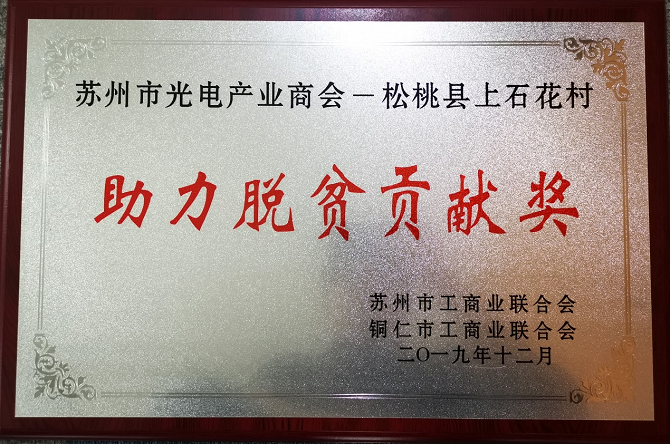 苏州市光电产业商会－松桃县上石花村
助力脱贫贡献奖
苏州市工商业联合会
铜仁市工商业联合会
二〇一九年十二月